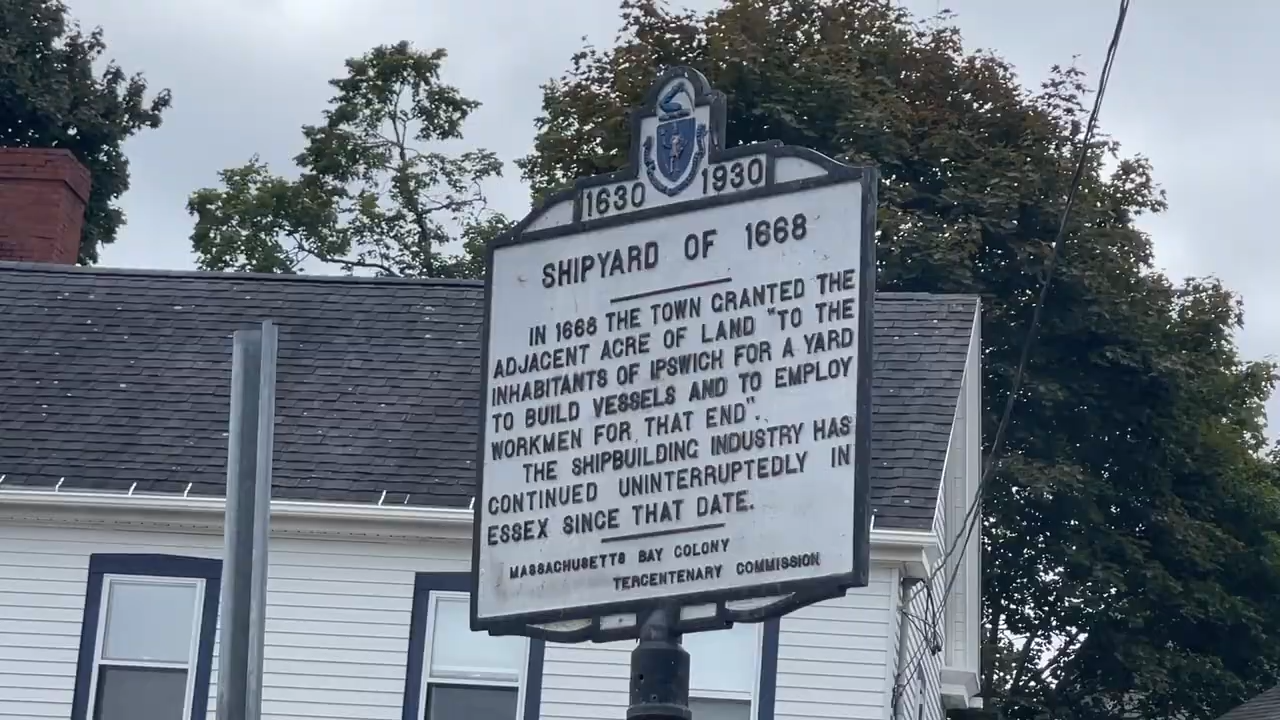 1630 1930
SHIPYARD OF 1668
IN 1668 THE TOWN GRANTED THE
ADJACENT ACRE OF LAND "TO THE
INHABITANTS OF IPSWICH FOR A YARD
TO BUILD VESSELS AND TO EMPLOY
WORKMEN FOR THAT END".
THE SHIPBUILDING INDUSTRY HAS
CONTINUED UNINTERRUPTEDLY IN
ESSEX SINCE THAT DATE.
MASSACHUSETTS BAY COLONY
TERCENTENARY COMMISSION